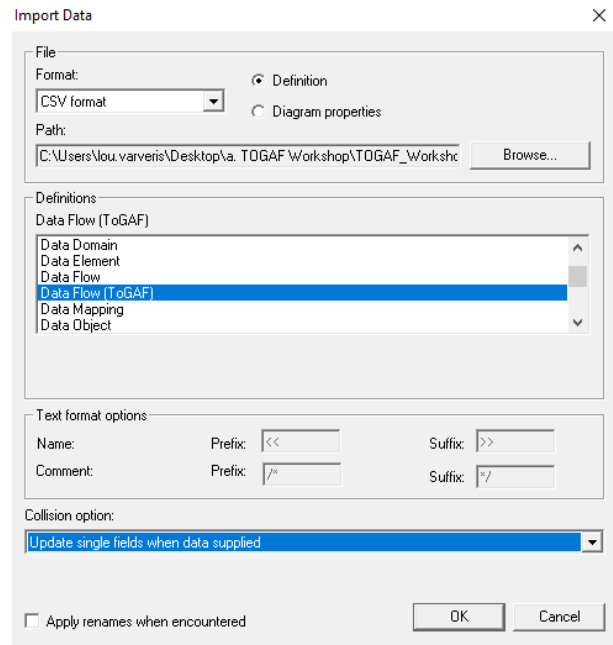 Import Data
File
Format:
CSV format
Definition
Diagram properties
Path:
C:\Users\lou.varveris\Desktop\a. TOGAF Workshop\TOGAF_Worksho
Browse...
Definitions
Data Flow (ToGAF)
Data Domain
Data Element
Data Flow
Data Flow (ToGAF)
Data Mapping
Data Object
Text format options
Name: Prefix: << Suffix: >>
Comment: Prefix: /* Suffix: */
Collision option:
Update single fields when data supplied
Apply renames when encountered
OK Cancel